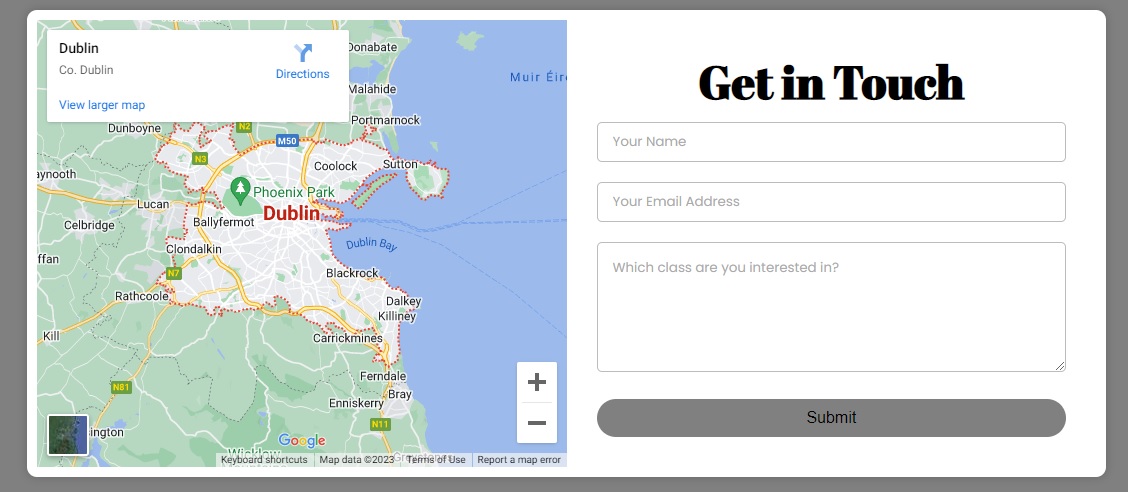 Dublin
Co. Dublin
Directions
View larger map
Donabate
Malahide
Portmarnock
Muir Éire
Dunboyne
N2
M50
N3
Coolock
Sutton
aynooth
Phoenix Park
Lucan
Dublin
Celbridge
Ballyfermot
Dublin Bay
Clondalkin
ffan
N7
Blackrock
Rathcoole
Dalkey
Killiney
Kill
Carrickmines
Ferndale
N81
Bray
Enniskerry
N11
ington
Google
Wicklow
Keyboard shortcuts
Map data ©2023
Terms of Use
Report a map error
Get in Touch
Your Name
Your Email Address
Which class are you interested in?
Submit